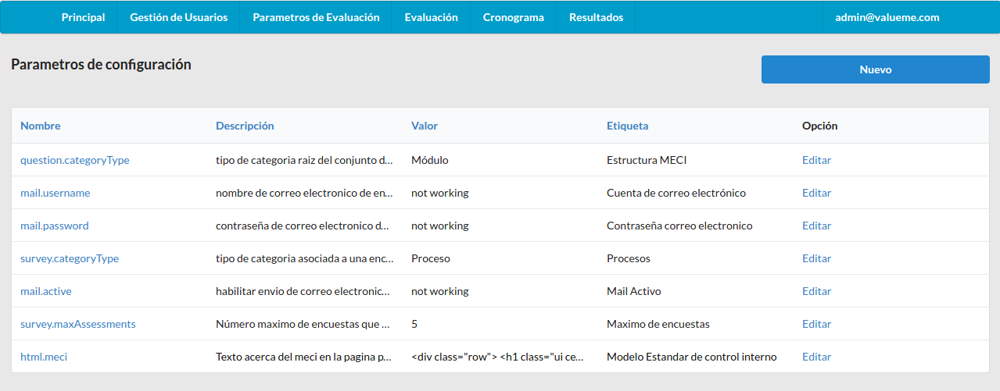 Principal Gestión de Usuarios Parametros de Evaluación Evaluación Cronograma Resultados admin@valueme.com
Parametros de configuración Nuevo
Nombre Descripción Valor Etiqueta Opción
question.categoryType tipo de categoria raiz del conjunto d... Módulo Estructura MECI Editar
mail.username nombre de correo electronico de en... not working Cuenta de correo electrónico Editar
mail.password contraseña de correo electronico d... not working Contraseña correo electronico Editar
survey.categoryType tipo de categoria asociada a una enc... Proceso Procesos Editar
mail.active habilitar envio de correo electronic... not working Mail Activo Editar
survey.maxAssessments Número maximo de encuestas que ... 5 Maximo de encuestas Editar
html.meci Texto acerca del meci en la pagina p... <div class="row"> <h1 class="ui ce... Modelo Estandar de control interno Editar